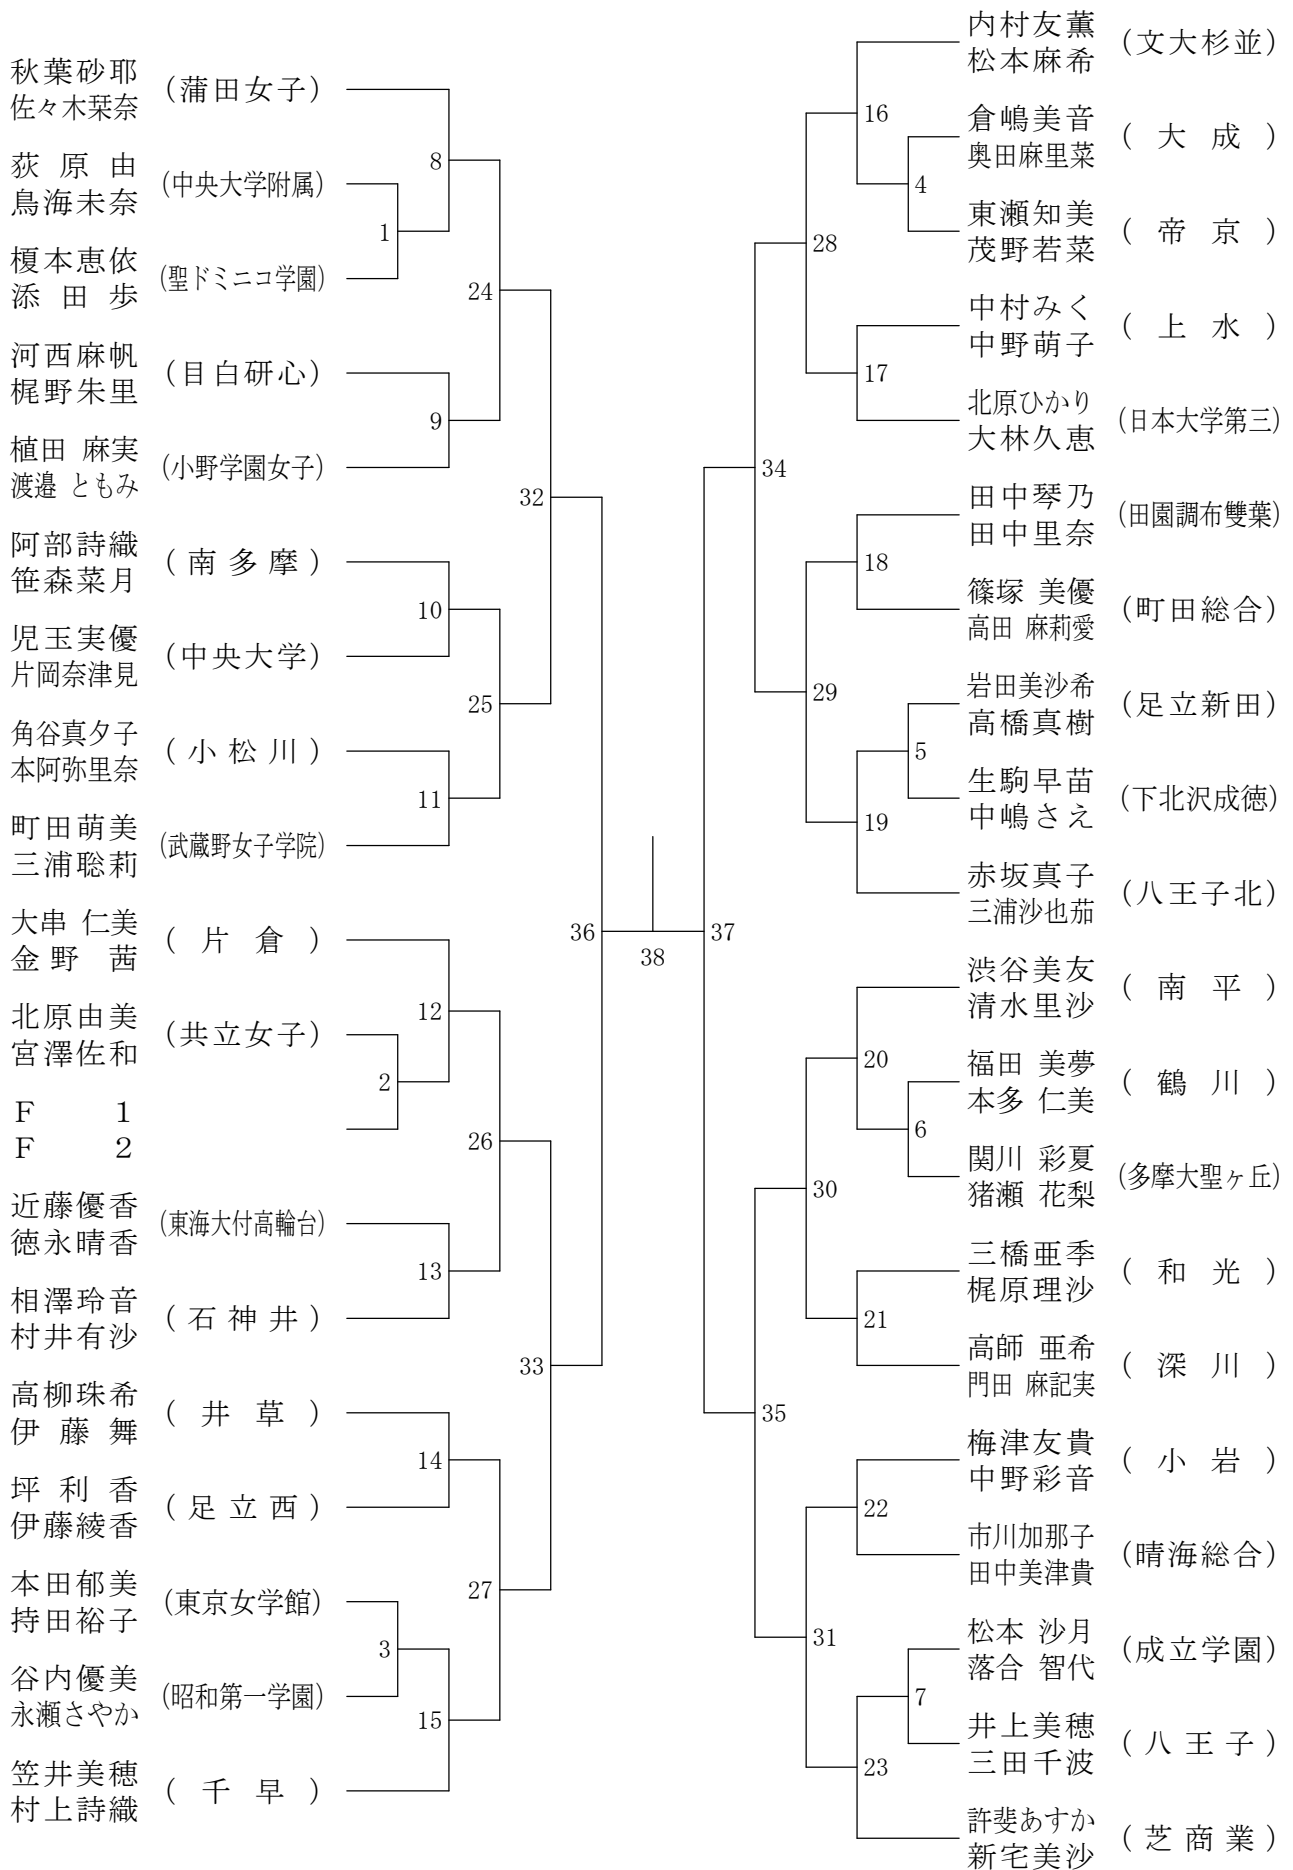 秋葉砂耶
佐々木栞奈
(蒲田女子)
荻原由
鳥海未奈
(中央大学附属)
榎本恵依
添田歩
(聖ドミニコ学園)
河西麻帆
梶野朱里
(目白研心)
植田 麻実
渡邉 ともみ
(小野学園女子)
阿部詩織
笹森菜月
(南多摩)
児玉実優
片岡奈津見
(中央大学)
角谷真夕子
本阿弥里奈
(小松川)
町田萌美
三浦聡莉
(武蔵野女子学院)
大串 仁美
金野 茜
(片倉)
北原由美
宮澤佐和
(共立女子)
F 1
F 2
近藤優香
徳永晴香
(東海大付高輪台)
相澤玲音
村井有沙
(石神井)
高柳珠希
伊藤舞
(井草)
坪利香
伊藤綾香
(足立西)
本田郁美
持田裕子
(東京女学館)
谷内優美
永瀬さやか
(昭和第一学園)
笠井美穂
村上詩織
(千早)
1
2
3
8
9
10
11
12
13
14
15
24
25
26
27
32
33
36
38
37
34
35
28
29
30
31
16
17
18
19
20
21
22
23
4
5
6
7
内村友薫
松本麻希
(文大杉並)
倉嶋美音
奥田麻里菜
(大成)
東瀬知美
茂野若菜
(帝京)
中村みく
中野萌子
(上水)
北原ひかり
大林久恵
(日本大学第三)
田中琴乃
田中里奈
(田園調布雙葉)
篠塚 美優
高田 麻莉愛
(町田総合)
岩田美沙希
高橋真樹
(足立新田)
生駒早苗
中嶋さえ
(下北沢成徳)
赤坂真子
三浦沙也茄
(八王子北)
渋谷美友
清水里沙
(南平)
福田 美夢
本多 仁美
(鶴川)
関川 彩夏
猪瀬 花梨
(多摩大聖ヶ丘)
三橋亜季
梶原理沙
(和光)
高師 亜希
門田 麻記実
(深川)
梅津友貴
中野彩音
(小岩)
市川加那子
田中美津貴
(晴海総合)
松本 沙月
落合 智代
(成立学園)
井上美穂
三田千波
(八王子)
許斐あすか
新宅美沙
(芝商業)